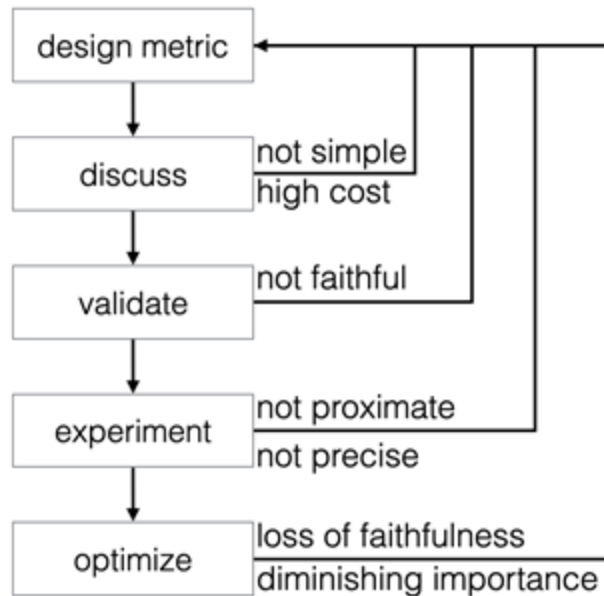 design metric
discuss
not simple
high cost
validate
not faithful
experiment
not proximate
not precise
optimize
loss of faithfulness
diminishing importance